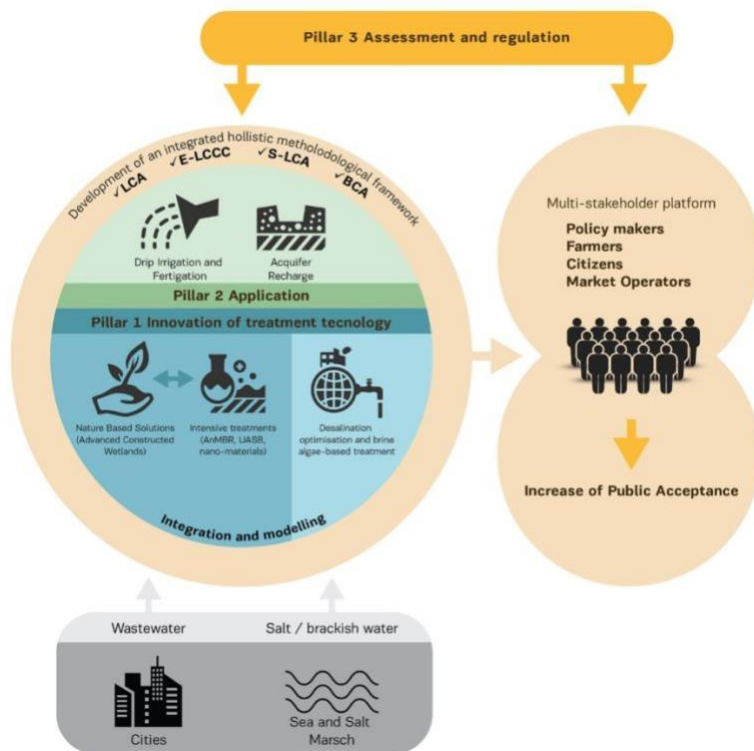 Pillar 3 Assessment and regulation
Development of an integrated hollistic metholodological framework
✓LCA
✓E-LCCC
✓S-LCA
✓BCA
Drip Irrigation and
Fertigation
Acquifer
Recharge
Pillar 2 Application
Pillar 1 Innovation of treatment tecnology
Nature Based Solutions
(Advanced Constructed
Wetlands)
Intensive treatments
(AnMBR, UASB,
nano-materials)
Desalination
optimisation and brine
algae-based treatment
Integration and modelling
Multi-stakeholder platform
Policy makers
Farmers
Citizens
Market Operators
Increase of Public Acceptance
Wastewater
Salt / brackish water
Cities
Sea and Salt
Marsch